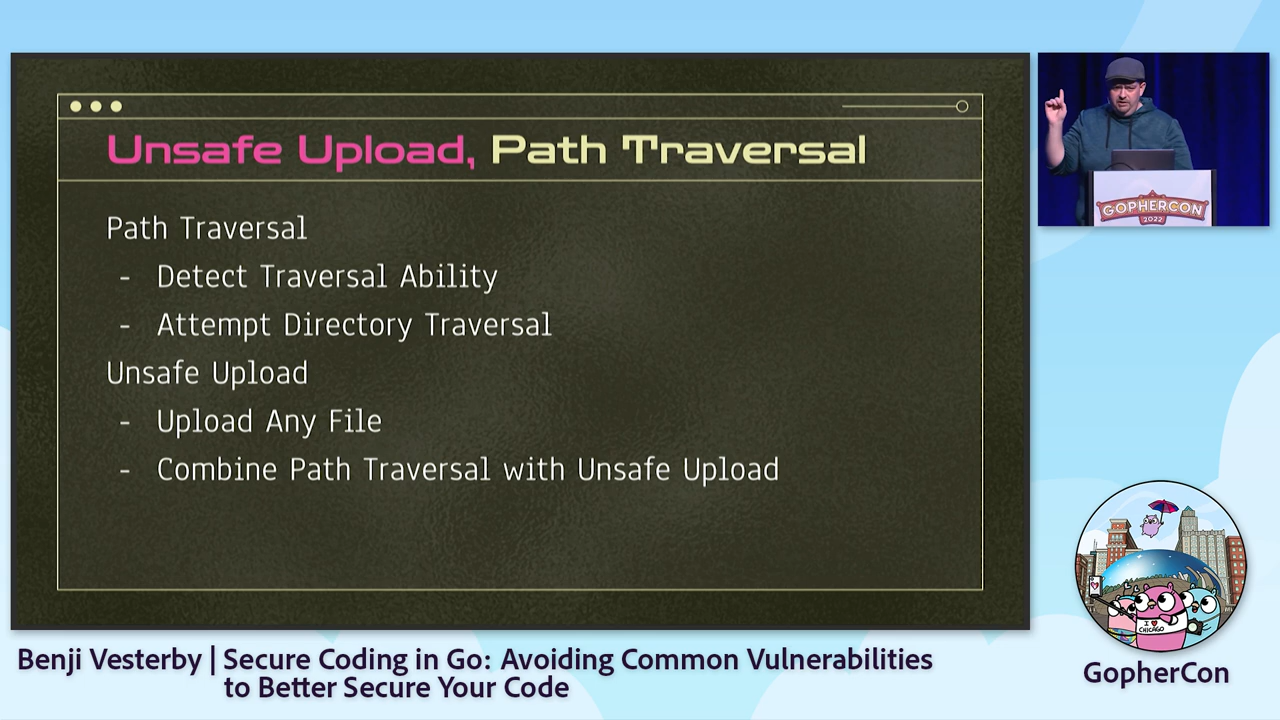 Unsafe Upload, Path Traversal
Path Traversal
- Detect Traversal Ability
- Attempt Directory Traversal
Unsafe Upload
- Upload Any File
- Combine Path Traversal with Unsafe Upload
GOPHERCON
2022
I ♥
CHICAGO
Benji Vesterby | Secure Coding in Go: Avoiding Common Vulnerabilities
to Better Secure Your Code
GopherCon